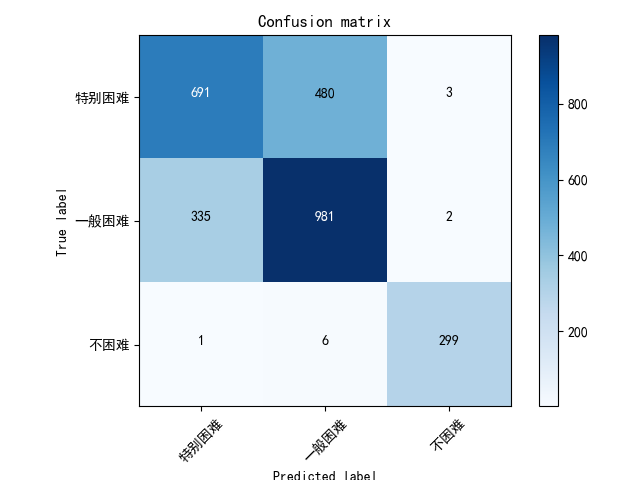 Confusion matrix
特别困难
691
480
3
一般困难
335
981
2
不困难
1
6
299
True label
特别困难
一般困难
不困难
Predicted label
800
600
400
200